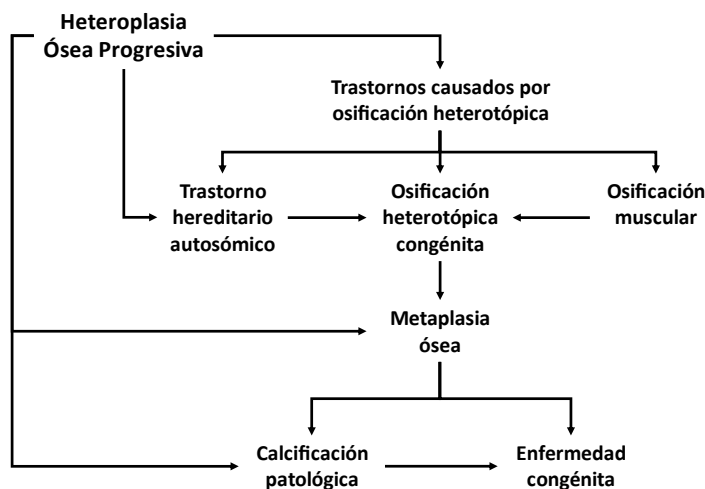 Heteroplasia
Ósea Progresiva
Trastornos causados por
osificación heterotópica
Trastorno
hereditario
autosómico
Osificación
heterotópica
congénita
Osificación
muscular
Metaplasia
ósea
Calcificación
patológica
Enfermedad
congénita